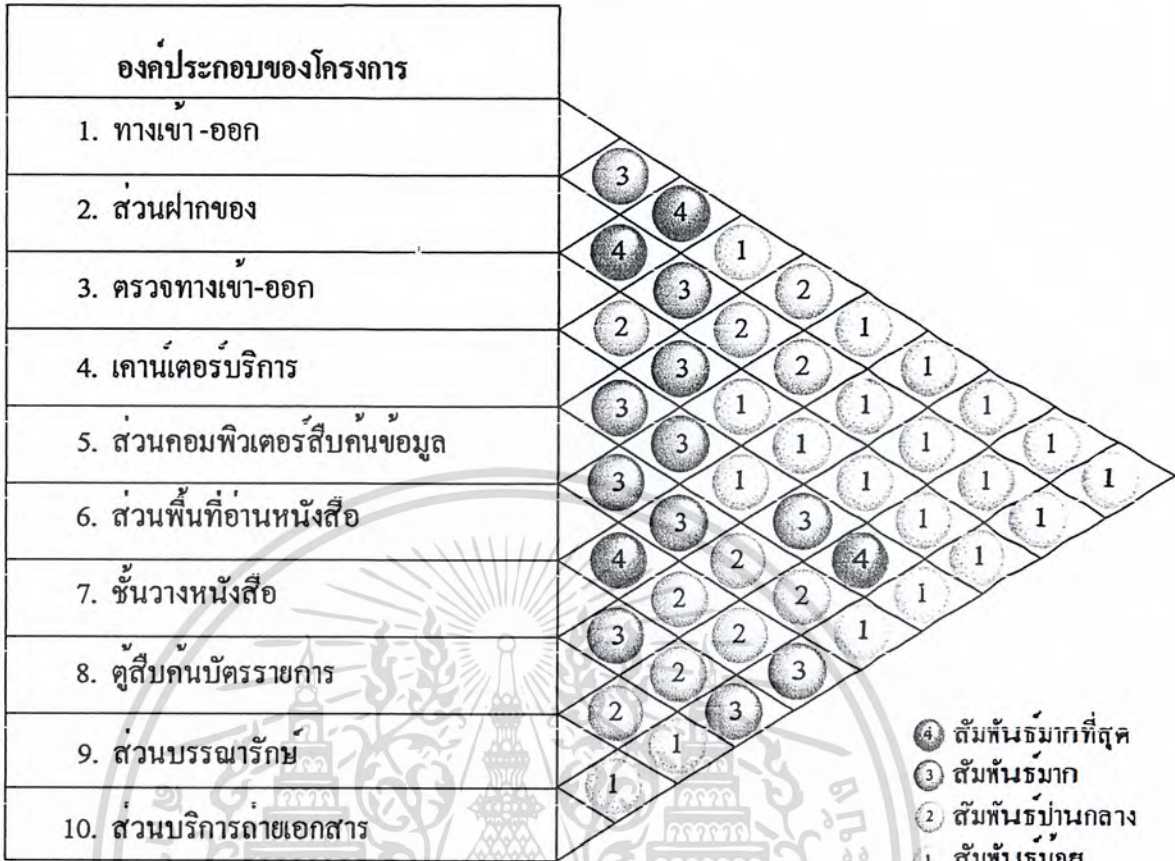 องค์ประกอบของโครงการ
1. ทางเข้า-ออก
3
2. ส่วนฝากของ
4
4 1
3. ตรวจทางเข้า-ออก
3 2
2 2 1
4. เคาน์เตอร์บริการ
3 2 1
3 1 1 1
5. ส่วนคอมพิวเตอร์สืบค้นข้อมูล
3 1 1 1
3 1 1 1 1
6. ส่วนพื้นที่อ่านหนังสือ
3 3 1 1
4 2 4 1
7. ชั้นวางหนังสือ
2 2 1
3 2 1
8. ตู้สืบค้นบัตรรายการ
2 3
2 3
9. ส่วนบรรณารักษ์
1
1
10. ส่วนบริการถ่ายเอกสาร
4 สัมพันธ์มากที่สุด
3 สัมพันธ์มาก
2 สัมพันธ์ปานกลาง
1 สัมพันธ์น้อย